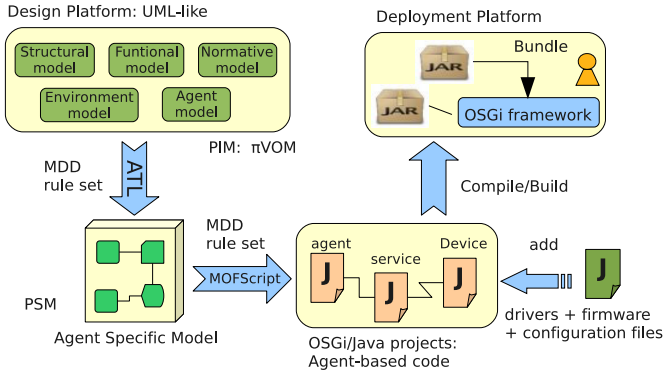 Design Platform: UML-like
Structural
model
Funtional
model
Normative
model
Environment
model
Agent
model
PIM: πVOM
MDD
rule set
ATL
PSM
Agent Specific Model
MDD
rule set
MOFScript
agent
J
service
J
Device
J
OSGi/Java projects:
Agent-based code
add
J
drivers + firmware
+ configuration files
Compile/Build
Deployment Platform
Bundle
JAR
JAR
OSGi framework